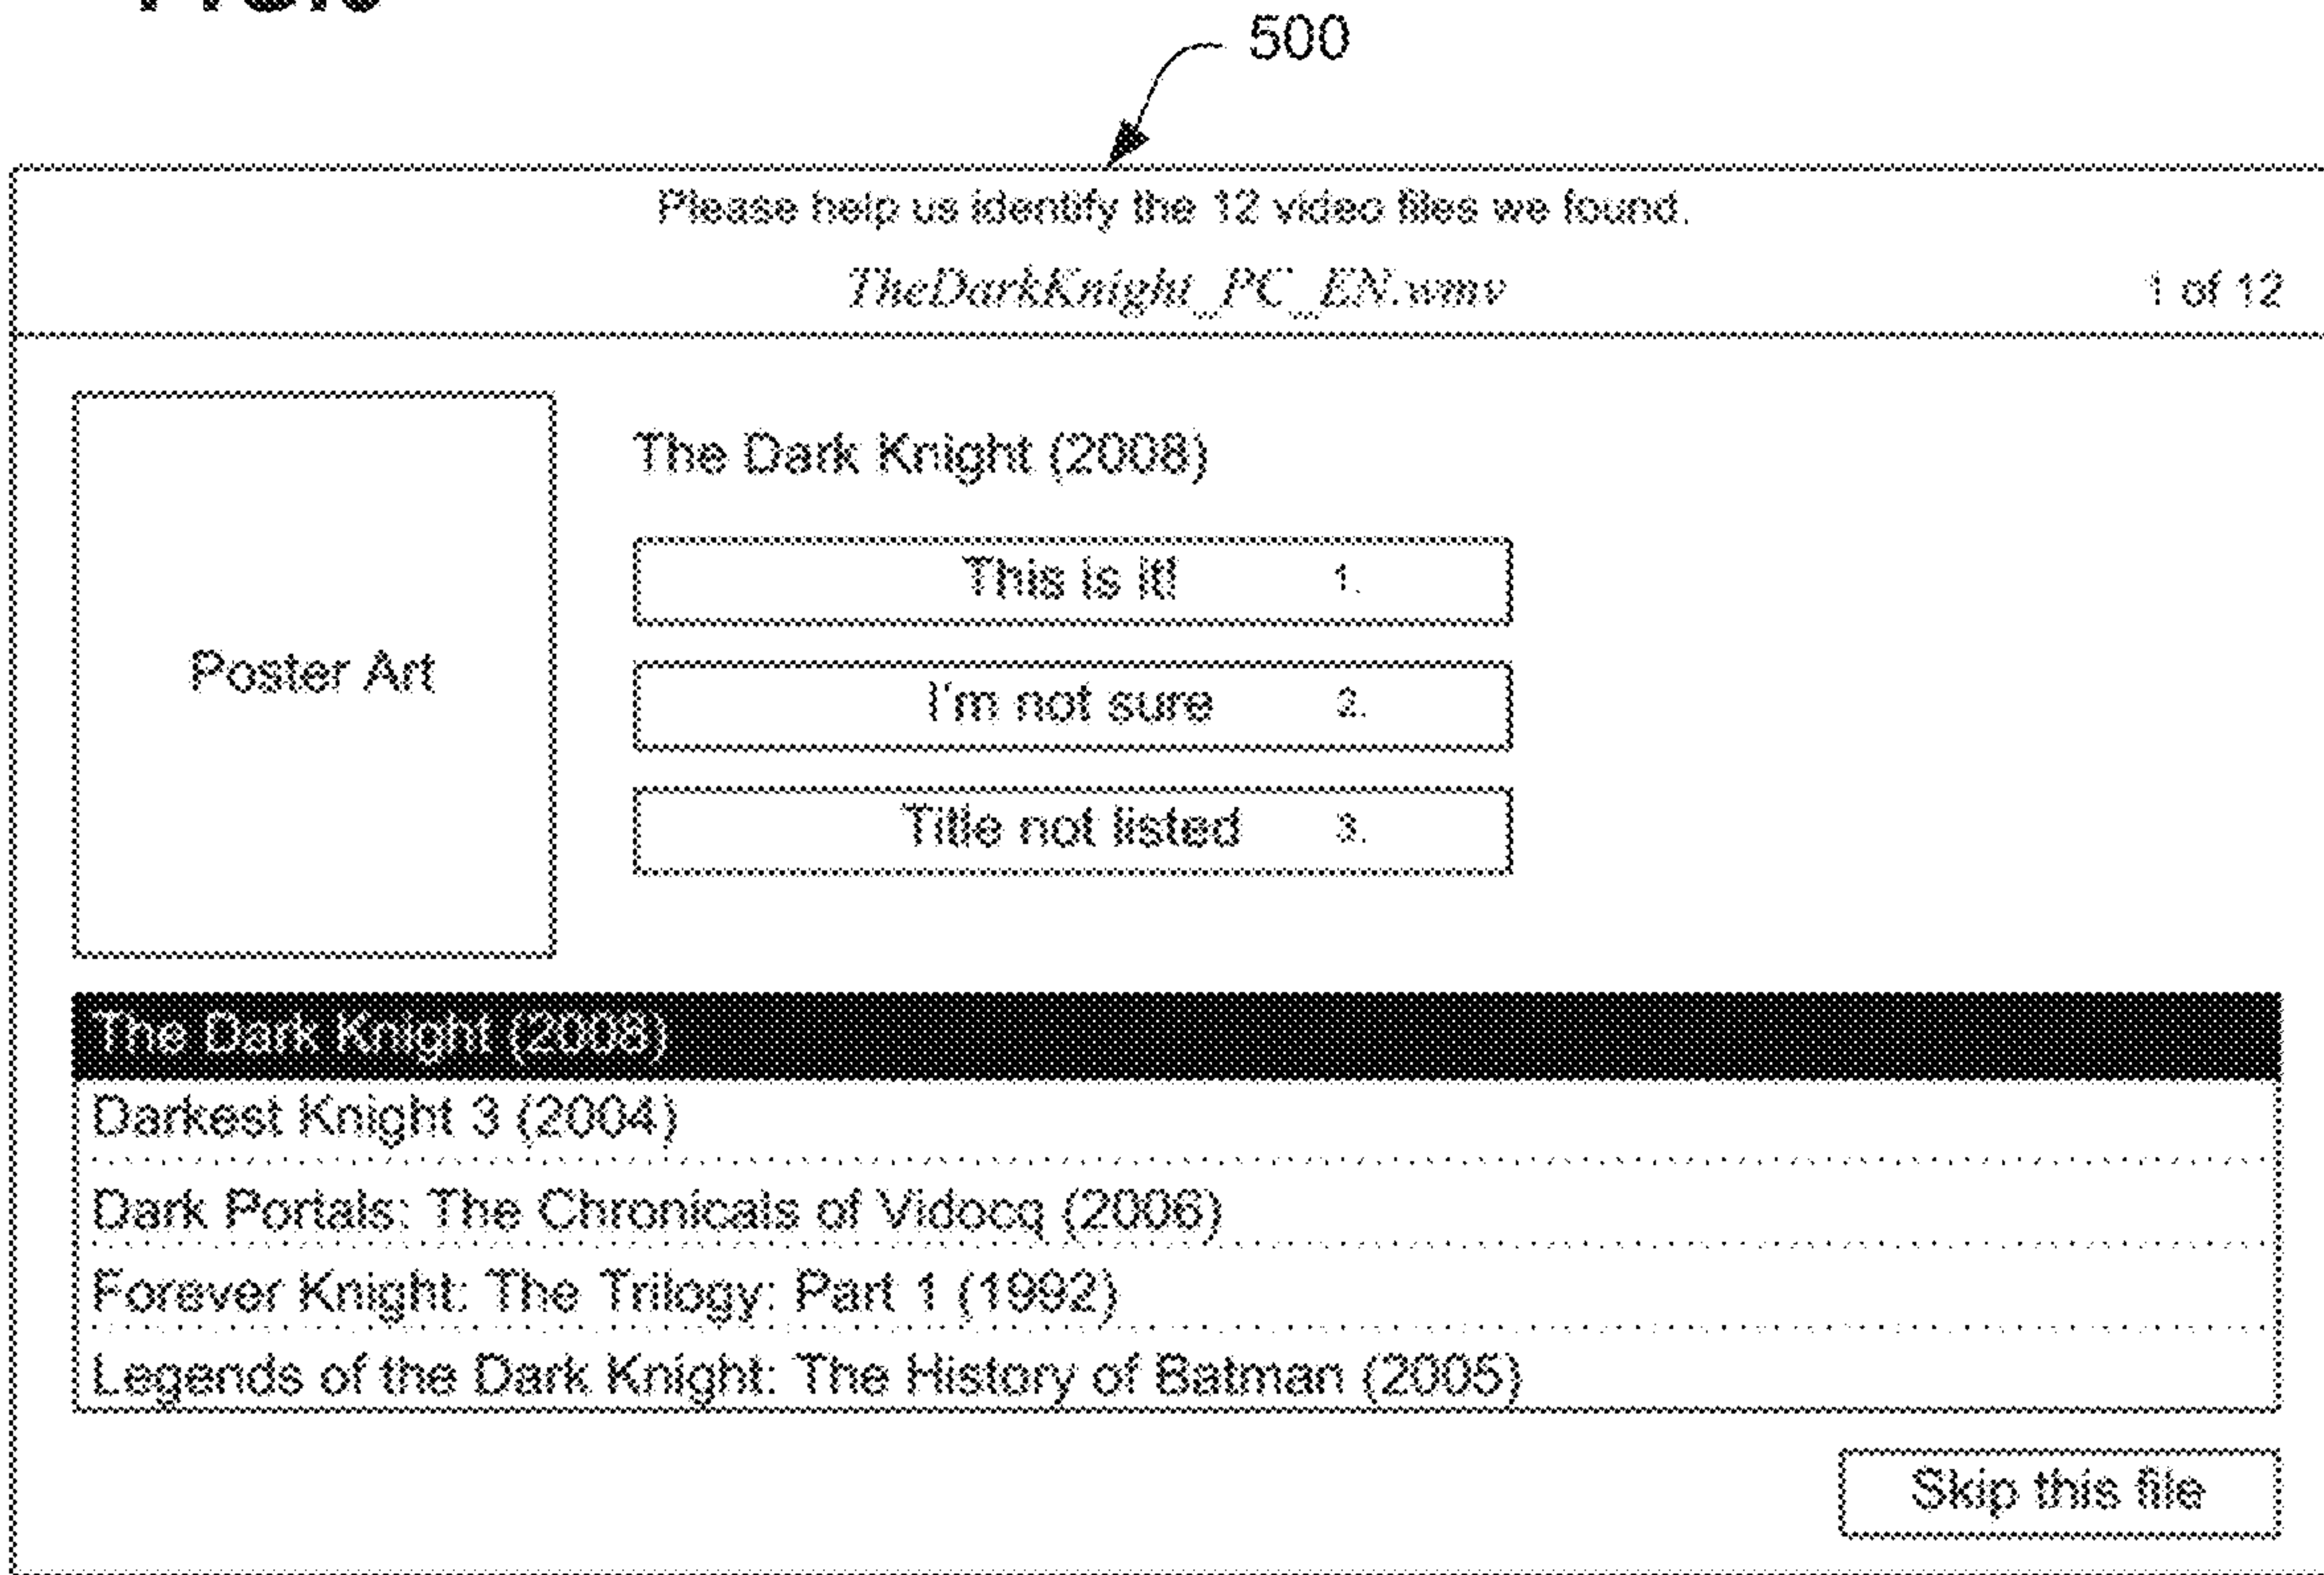 500
Please help us identify the 12 video files we found.
TheDarkKnight_PC_EN.wmv
1 of 12
The Dark Knight (2008)
This is it! 1.
Poster Art
I'm not sure 2.
Title not listed 3.
The Dark Knight (2008)
Darkest Knight 3 (2004)
Dark Portals: The Chronicals of Vidocq (2006)
Forever Knight: The Trilogy: Part 1 (1992)
Legends of the Dark Knight: The History of Batman (2005)
Skip this file